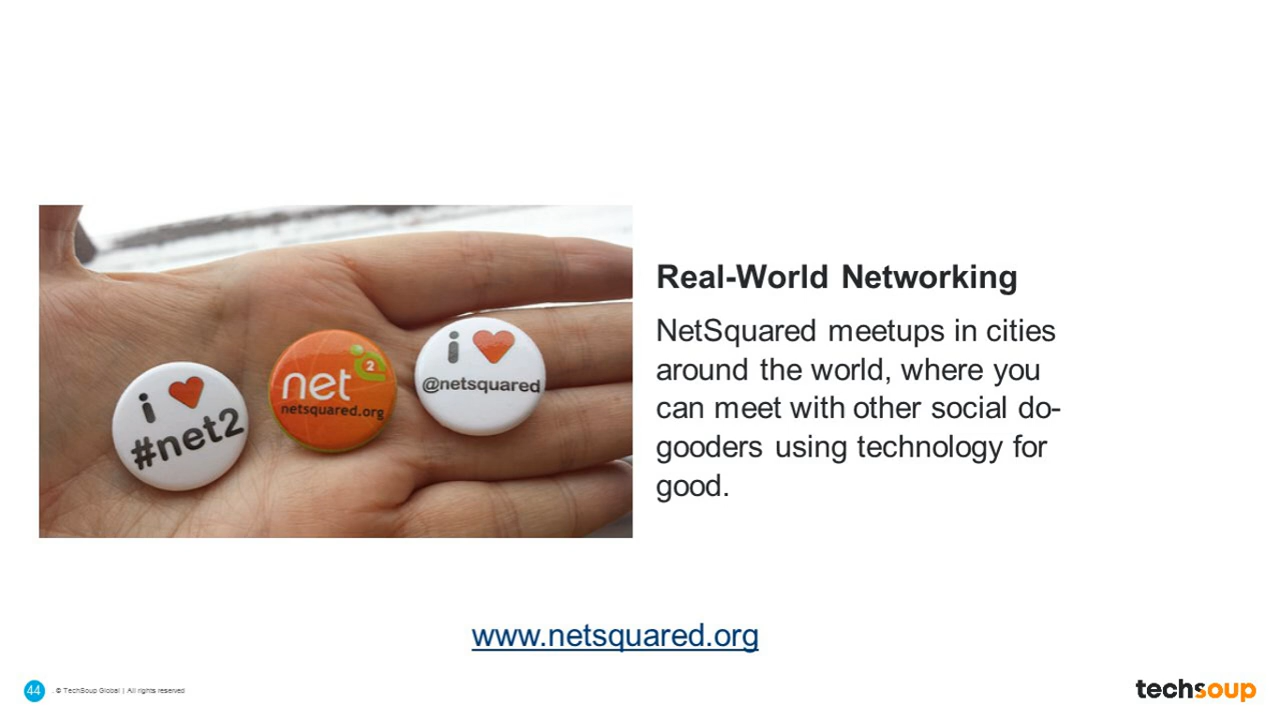 i ❤
#net2
net2
netsquared.org
i ❤
@netsquared
Real-World Networking
NetSquared meetups in cities
around the world, where you
can meet with other social do-
gooders using technology for
good.
www.netsquared.org
44
. © TechSoup Global | All rights reserved
techsoup